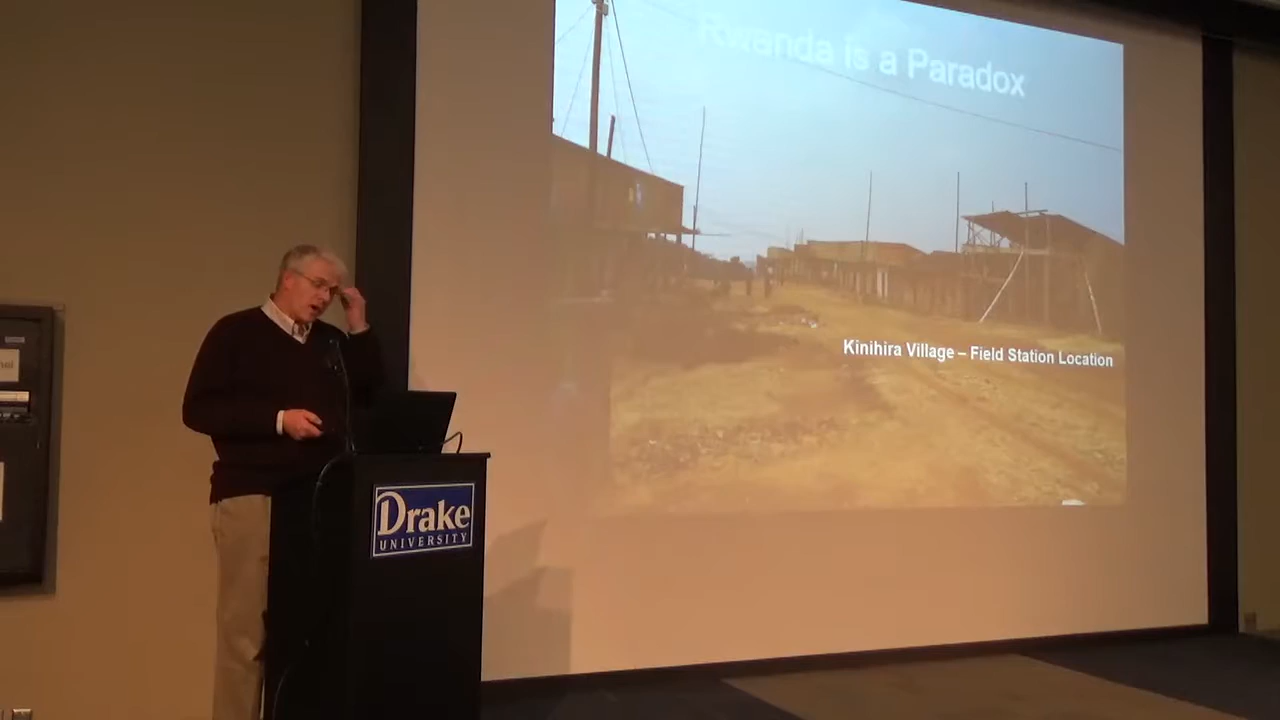 Rwanda is a Paradox
Kinihira Village – Field Station Location
Drake
UNIVERSITY